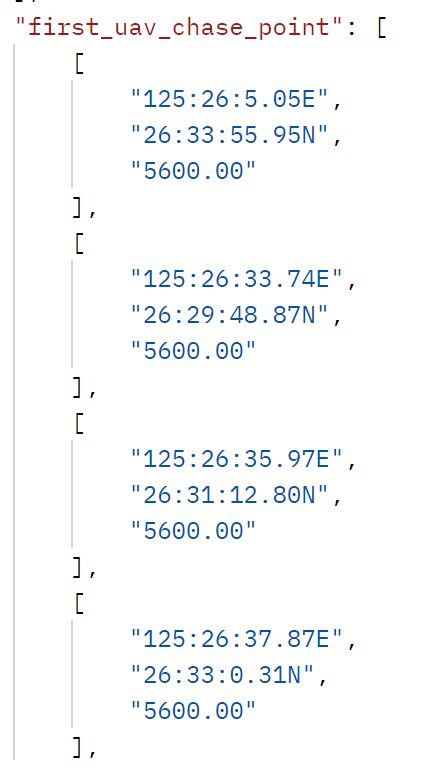 "first_uav_chase_point": [
[
"125:26:5.05E",
"26:33:55.95N",
"5600.00"
],
[
"125:26:33.74E",
"26:29:48.87N",
"5600.00"
],
[
"125:26:35.97E",
"26:31:12.80N",
"5600.00"
],
[
"125:26:37.87E",
"26:33:0.31N",
"5600.00"
],